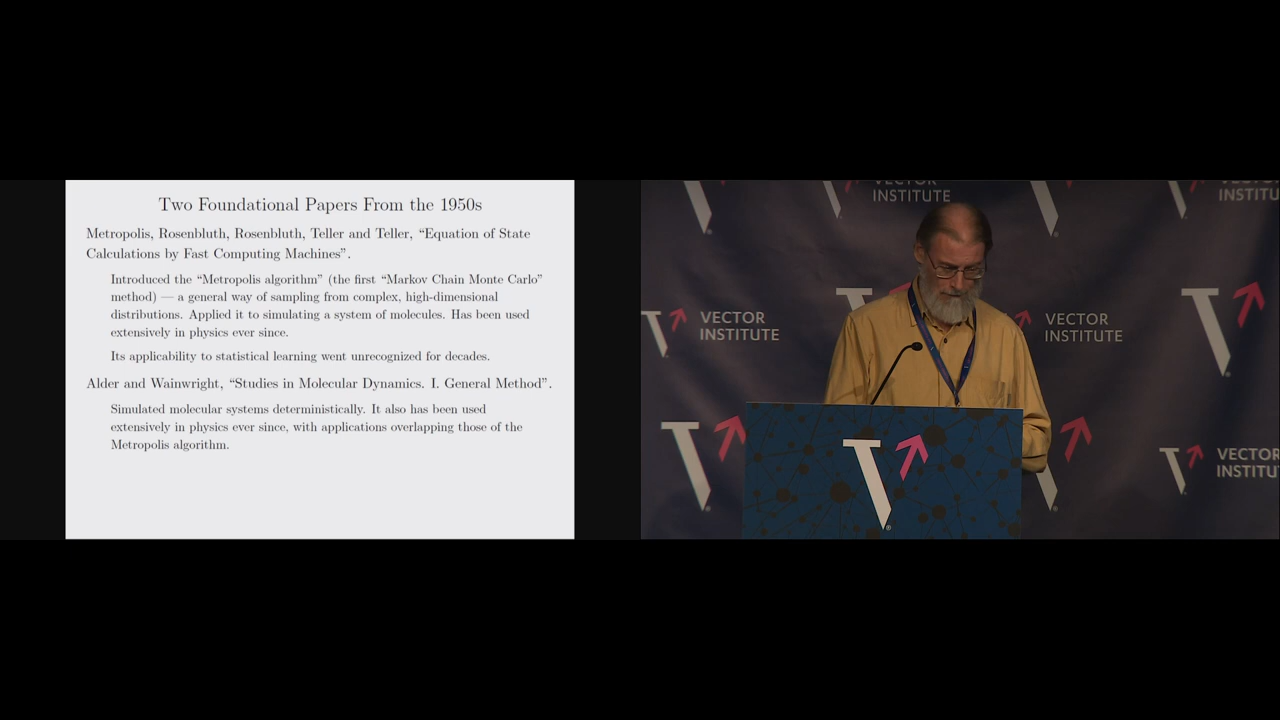 Two Foundational Papers From the 1950s
Metropolis, Rosenbluth, Rosenbluth, Teller and Teller, “Equation of State
Calculations by Fast Computing Machines”.
Introduced the “Metropolis algorithm” (the first “Markov Chain Monte Carlo”
method) — a general way of sampling from complex, high-dimensional
distributions. Applied it to simulating a system of molecules. Has been used
extensively in physics ever since.
Its applicability to statistical learning went unrecognized for decades.
Alder and Wainwright, “Studies in Molecular Dynamics. I. General Method”.
Simulated molecular systems deterministically. It also has been used
extensively in physics ever since, with applications overlapping those of the
Metropolis algorithm.
VECTOR
INSTITUTE
INSTITU
VECTOR
INSTITUTE
VECTOR
INSTITUTE
VECTOR
INSTITU